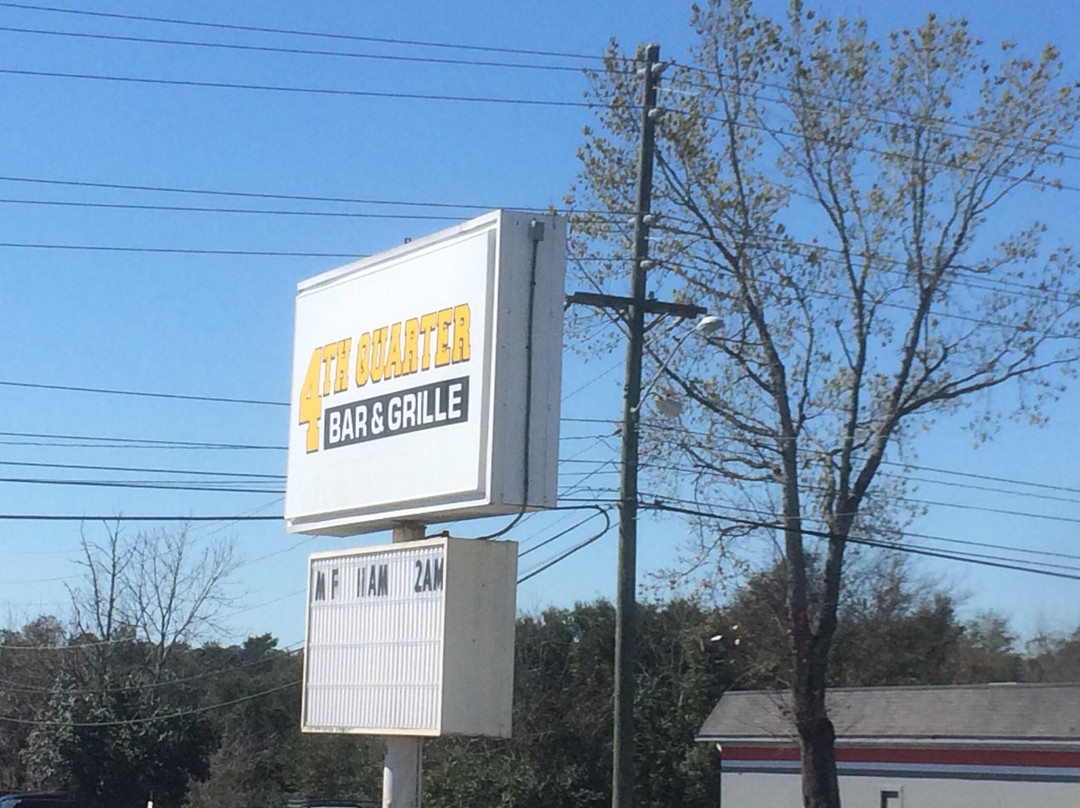 4TH QUARTER
BAR & GRILLE
M F 11AM 2AM